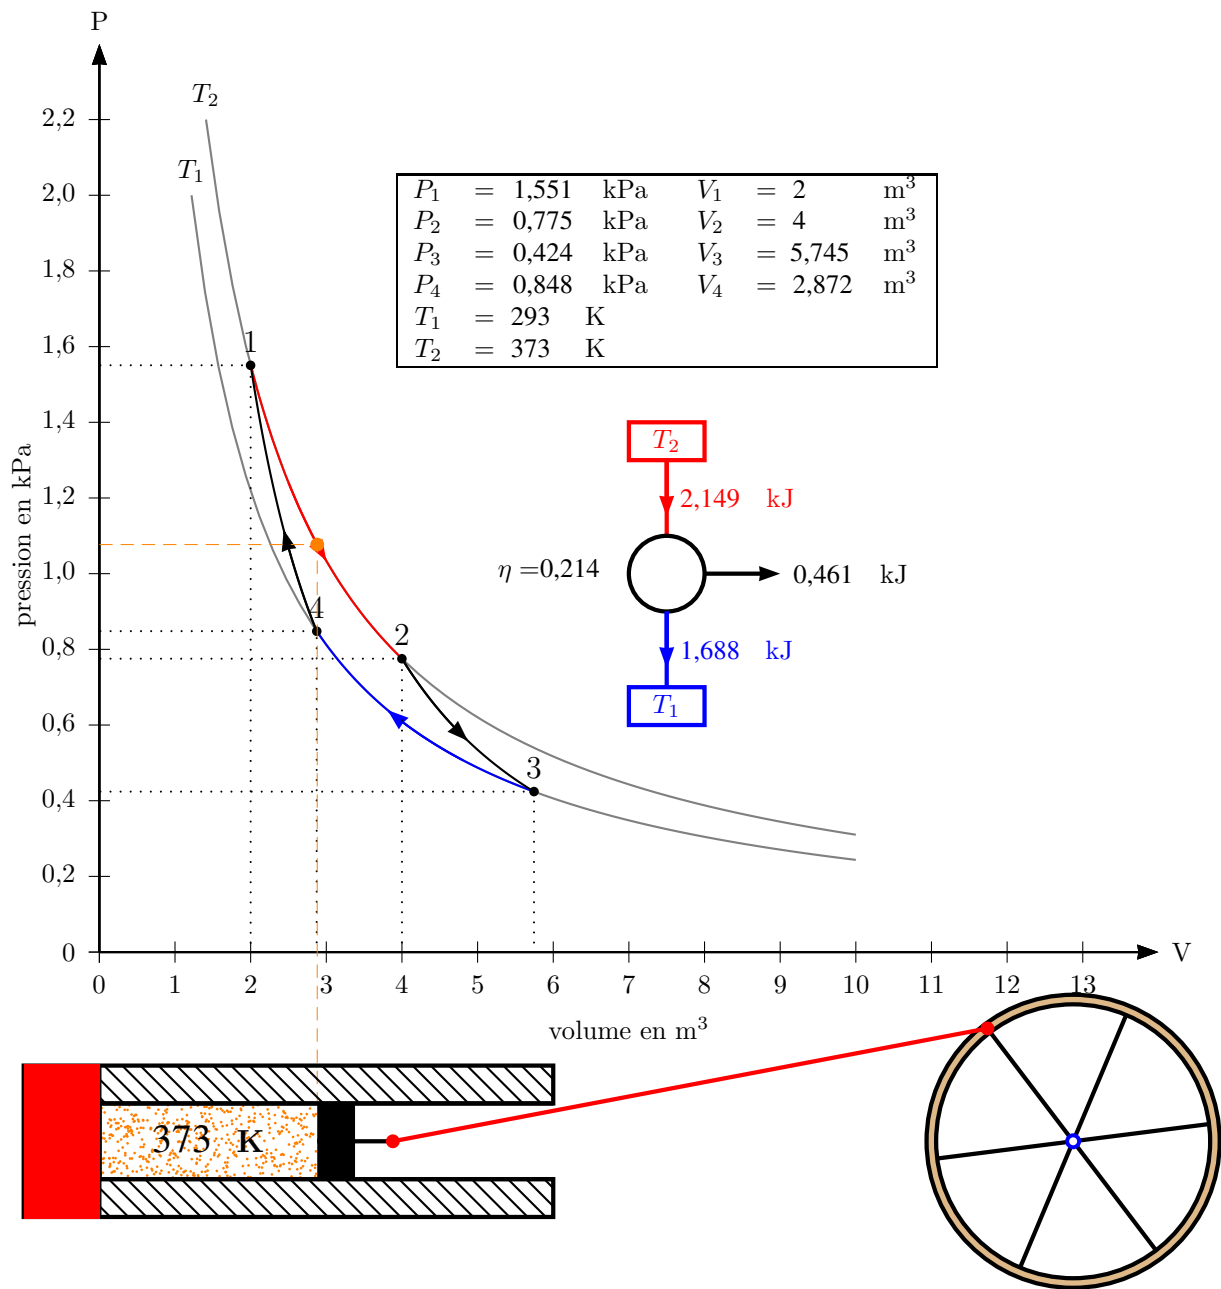 P
T₂
T₁
2,2
2,0
1,8
1,6
1,4
1,2
1,0
0,8
0,6
0,4
0,2
0
pression en kPa
P₁ = 1,551 kPa V₁ = 2 m³
P₂ = 0,775 kPa V₂ = 4 m³
P₃ = 0,424 kPa V₃ = 5,745 m³
P₄ = 0,848 kPa V₄ = 2,872 m³
T₁ = 293 K
T₂ = 373 K
1
4
2
3
T₂
2,149 kJ
η =0,214
0,461 kJ
1,688 kJ
T₁
V
0 1 2 3 4 5 6 7 8 9 10 11 12 13
volume en m³
373 K